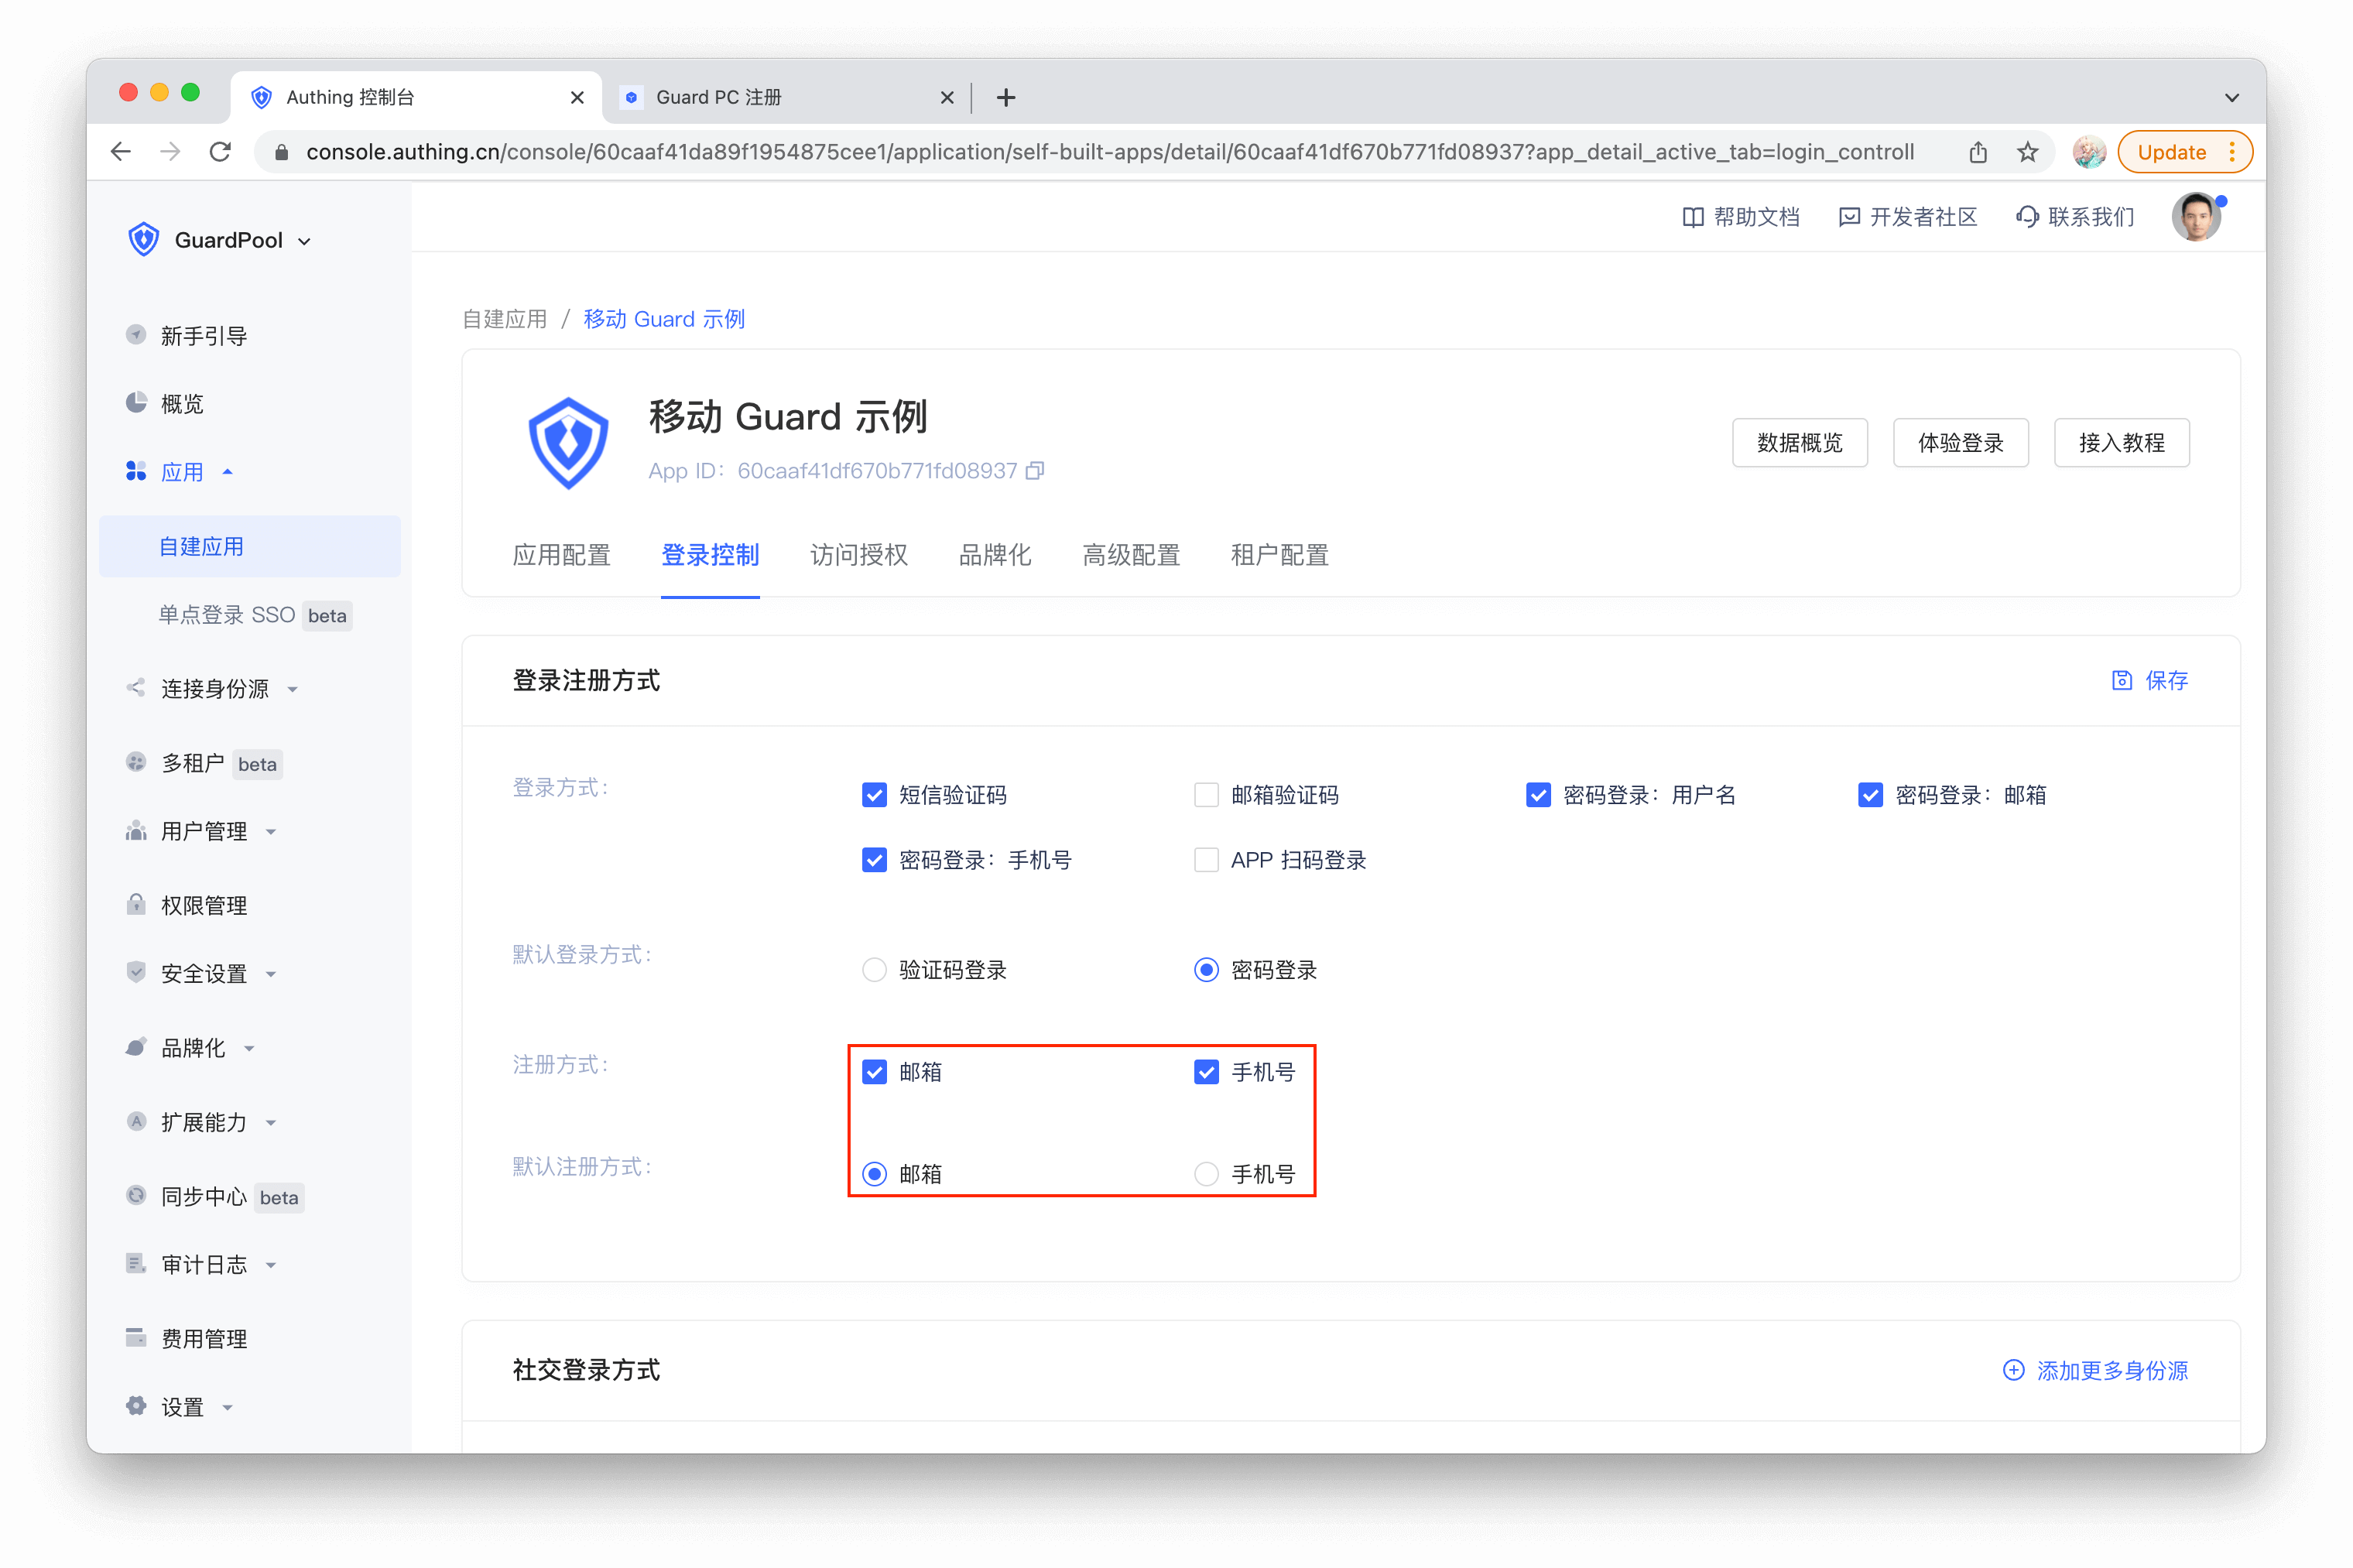 Authing 控制台
Guard PC 注册
console.authing.cn/console/60caaf41da89f1954875cee1/application/self-built-apps/detail/60caaf41df670b771fd08937?app_detail_active_tab=login_controll
Update
GuardPool
帮助文档
开发者社区
联系我们
新手引导
概览
应用
自建应用
单点登录 SSO beta
连接身份源
多租户 beta
用户管理
权限管理
安全设置
品牌化
扩展能力
同步中心 beta
审计日志
费用管理
设置
自建应用 / 移动 Guard 示例
移动 Guard 示例
App ID：60caaf41df670b771fd08937
数据概览
体验登录
接入教程
应用配置 登录控制 访问授权 品牌化 高级配置 租户配置
登录注册方式
保存
登录方式：
短信验证码 邮箱验证码 密码登录：用户名 密码登录：邮箱
密码登录：手机号 APP 扫码登录
默认登录方式：
验证码登录 密码登录
注册方式：
邮箱 手机号
默认注册方式：
邮箱 手机号
社交登录方式
添加更多身份源